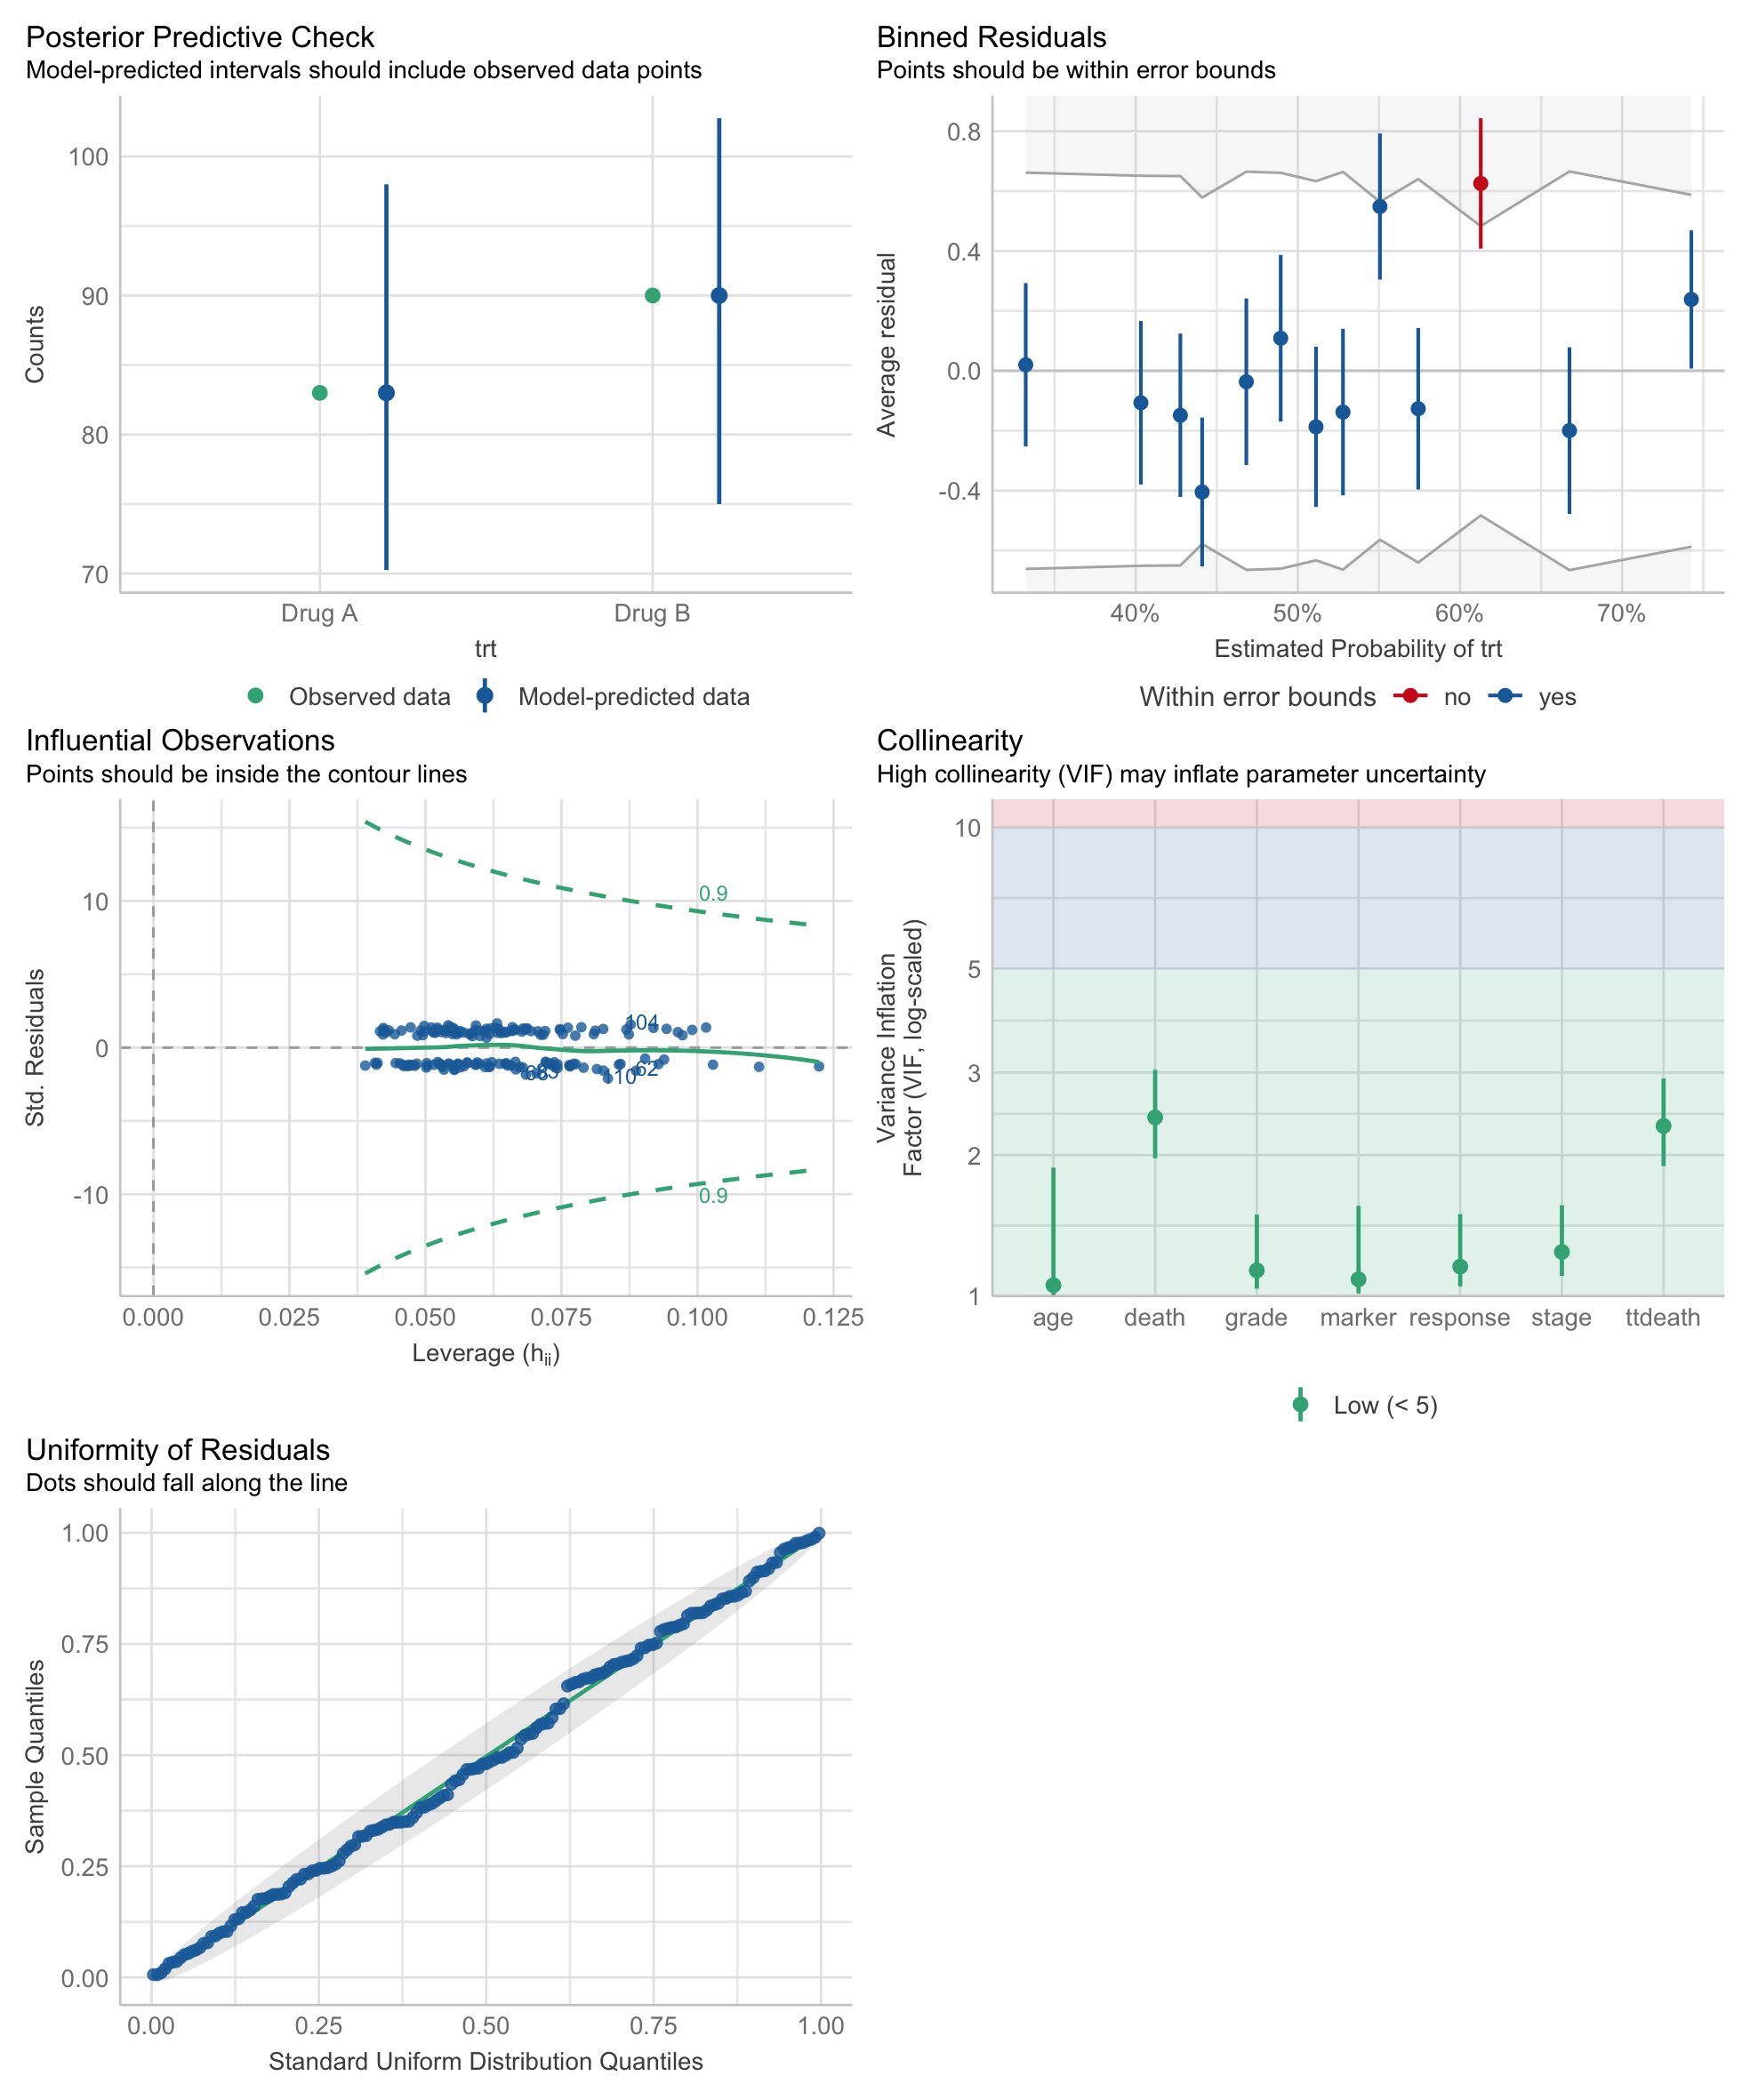 Posterior Predictive Check
Model-predicted intervals should include observed data points
Counts
100
90
80
70
Drug A
Drug B
trt
Observed data
Model-predicted data
Binned Residuals
Points should be within error bounds
Average residual
0.8
0.4
0.0
-0.4
40%
50%
60%
70%
Estimated Probability of trt
Within error bounds
no
yes
Influential Observations
Points should be inside the contour lines
Std. Residuals
10
0
-10
0.9
104
110
62
0.9
0.000
0.025
0.050
0.075
0.100
0.125
Leverage (hii)
Collinearity
High collinearity (VIF) may inflate parameter uncertainty
Variance Inflation
Factor (VIF, log-scaled)
10
5
3
2
1
age
death
grade
marker
response
stage
ttdeath
Low (< 5)
Uniformity of Residuals
Dots should fall along the line
Sample Quantiles
1.00
0.75
0.50
0.25
0.00
0.00
0.25
0.50
0.75
1.00
Standard Uniform Distribution Quantiles